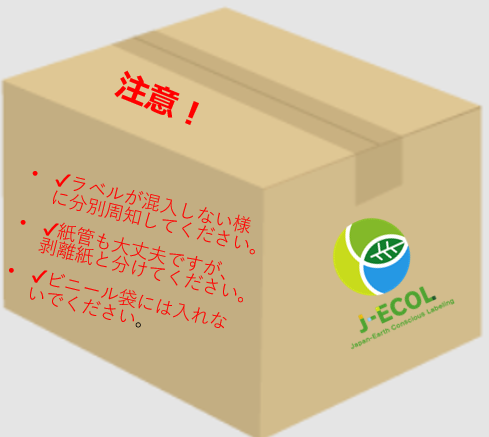 注意！
• ✓ラベルが混入しない様
に分別周知してください。
• ✓紙管も大丈夫ですが、
剥離紙と分けてください。
• ✓ビニール袋には入れな
いでください。
J-ECOL
Japan-Earth Conscious Labeling